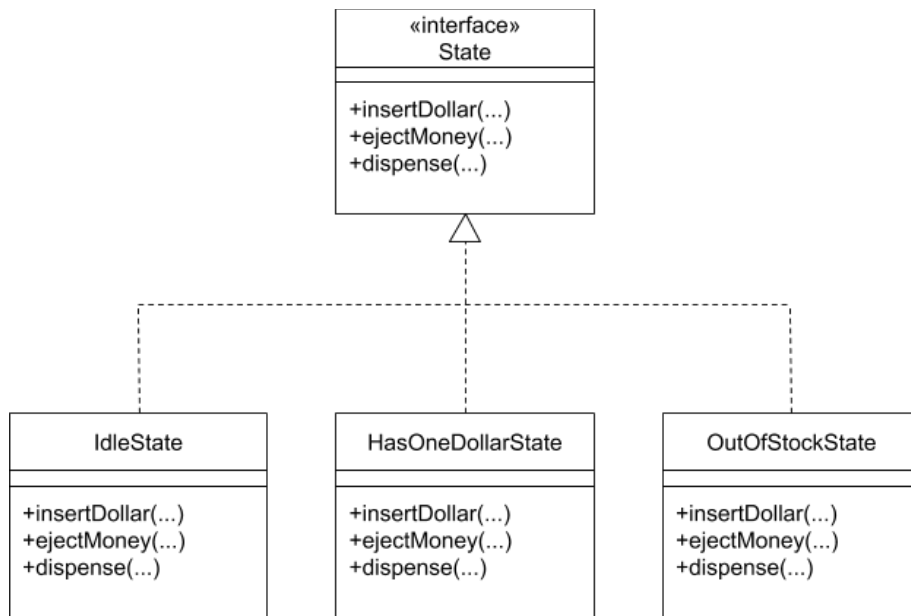 «interface»
State
+insertDollar(...)
+ejectMoney(...)
+dispense(...)
IdleState
+insertDollar(...)
+ejectMoney(...)
+dispense(...)
HasOneDollarState
+insertDollar(...)
+ejectMoney(...)
+dispense(...)
OutOfStockState
+insertDollar(...)
+ejectMoney(...)
+dispense(...)